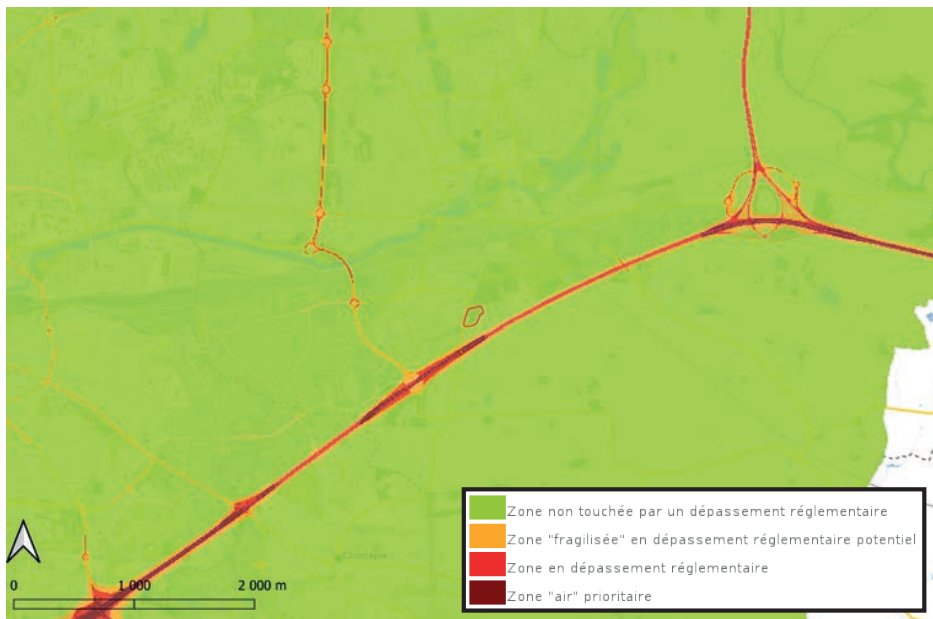 Zone non touchée par un dépassement réglementaire
Zone "fragilisée" en dépassement réglementaire potentiel
Zone en dépassement réglementaire
Zone "air" prioritaire
0 1 000 2 000 m